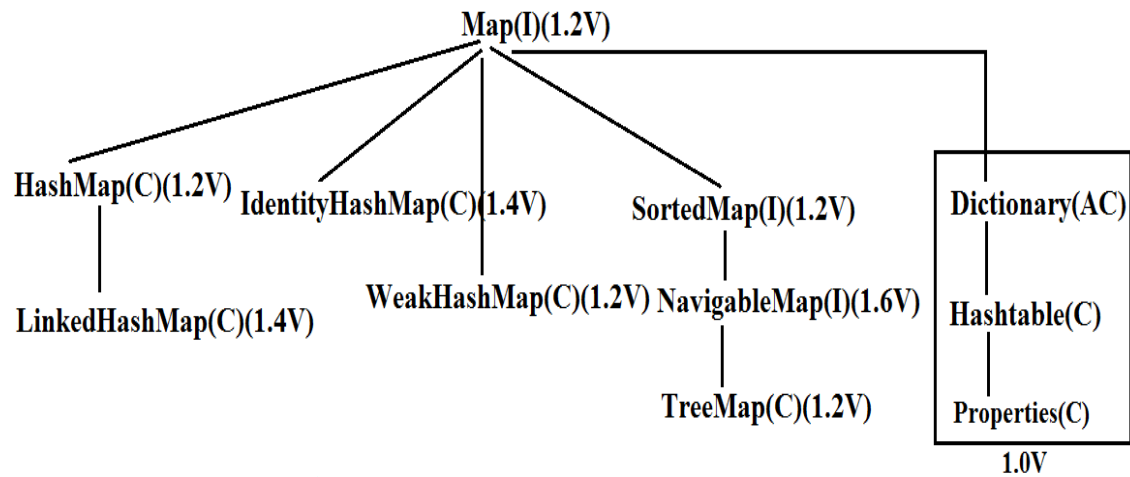 Map(I)(1.2V)
HashMap(C)(1.2V)
IdentityHashMap(C)(1.4V)
SortedMap(I)(1.2V)
Dictionary(AC)
LinkedHashMap(C)(1.4V)
WeakHashMap(C)(1.2V)
NavigableMap(I)(1.6V)
Hashtable(C)
TreeMap(C)(1.2V)
Properties(C)
1.0V